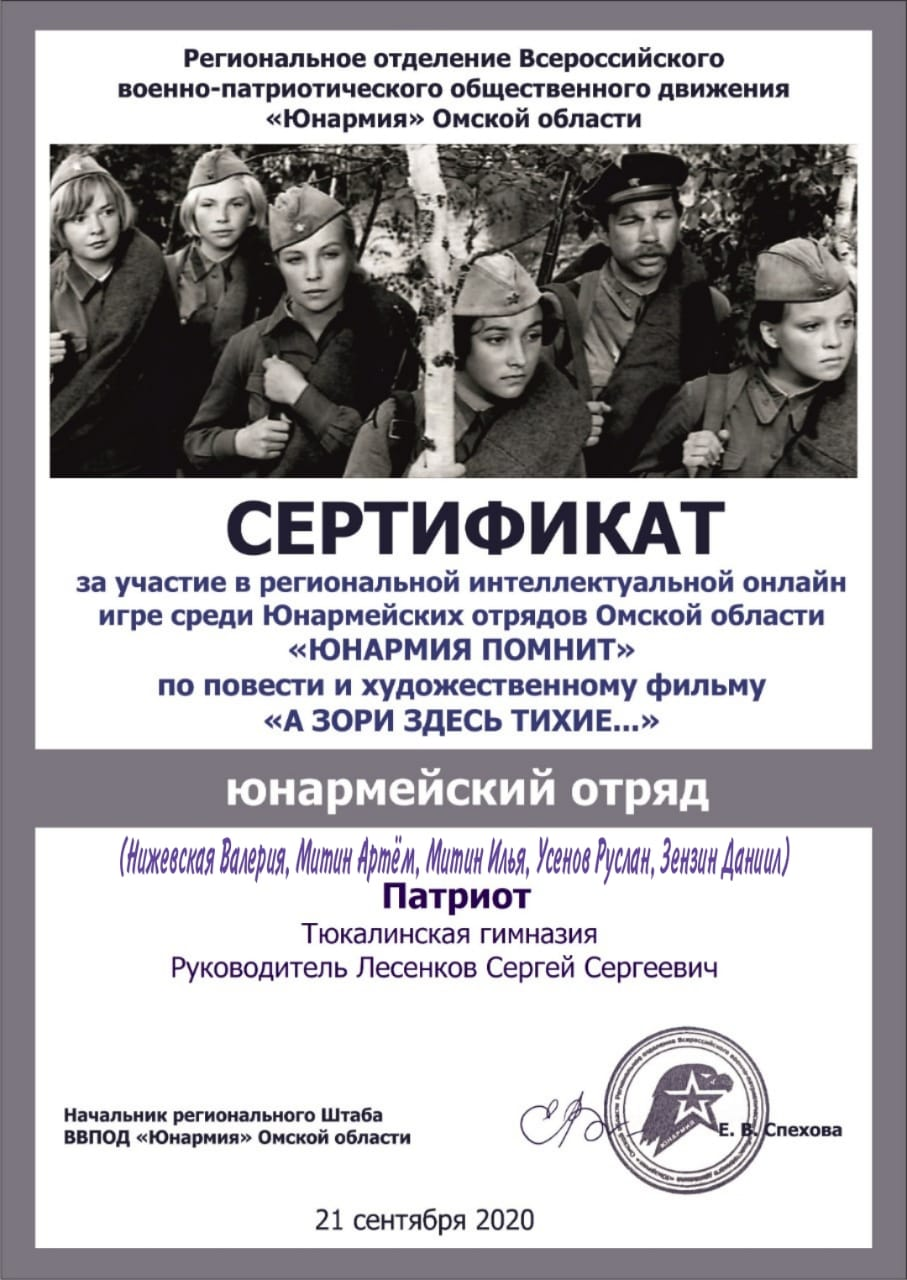 Региональное отделение Всероссийского
военно-патриотического общественного движения
«Юнармия» Омской области
СЕРТИФИКАТ
за участие в региональной интеллектуальной онлайн
игре среди Юнармейских отрядов Омской области
«ЮНАРМИЯ ПОМНИТ»
по повести и художественному фильму
«А ЗОРИ ЗДЕСЬ ТИХИЕ...»
юнармейский отряд
(Нижевская Валерия, Митин Артём, Митин Илья, Усенов Руслан, Зензин Даниил)
Патриот
Тюкалинская гимназия
Руководитель Лесенков Сергей Сергеевич
Начальник регионального Штаба
ВВПОД «Юнармия» Омской области
Е. В. Спехова
ЮНАРМИЯ
21 сентября 2020